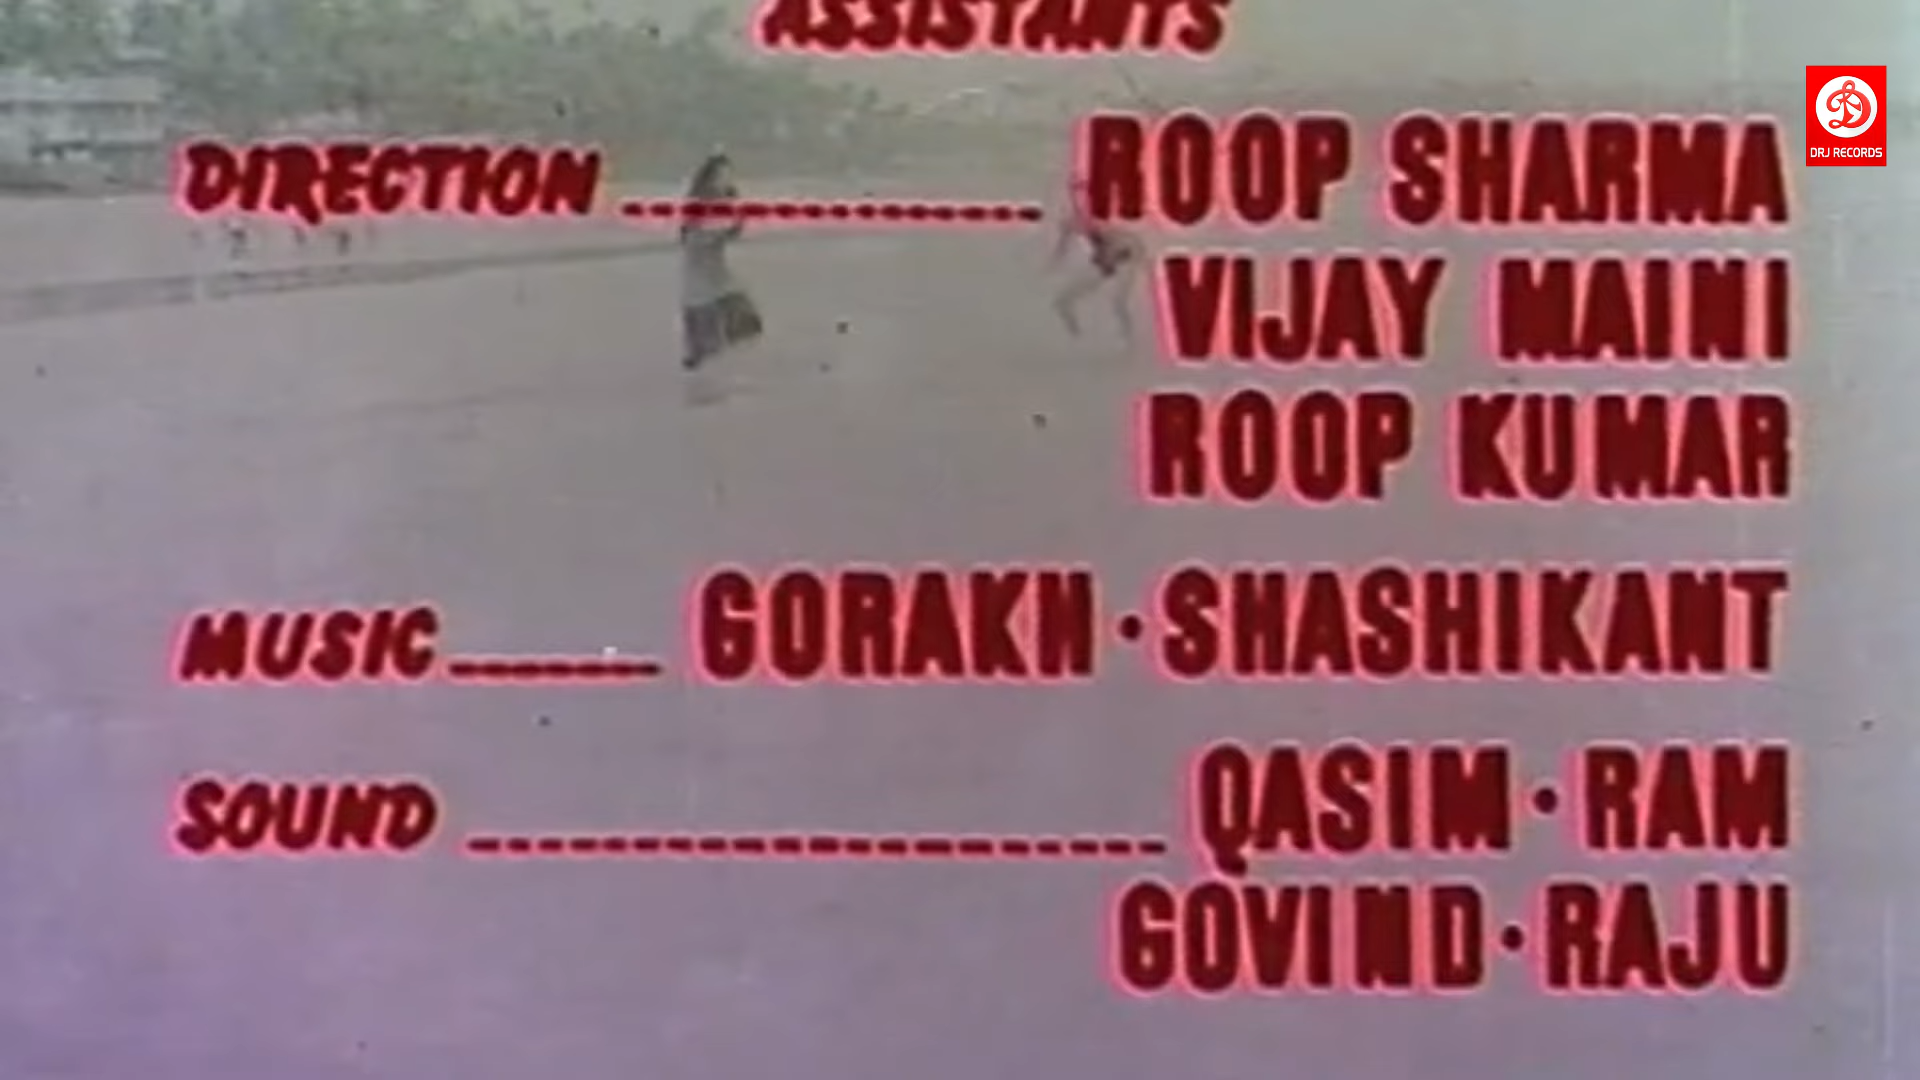 ASSISTANTS
DIRECTION ROOP SHARMA
VIJAY MAINI
ROOP KUMAR
MUSIC GORAKH • SHASHIKANT
SOUND QASIM • RAM
GOVIND • RAJU
DRJ RECORDS